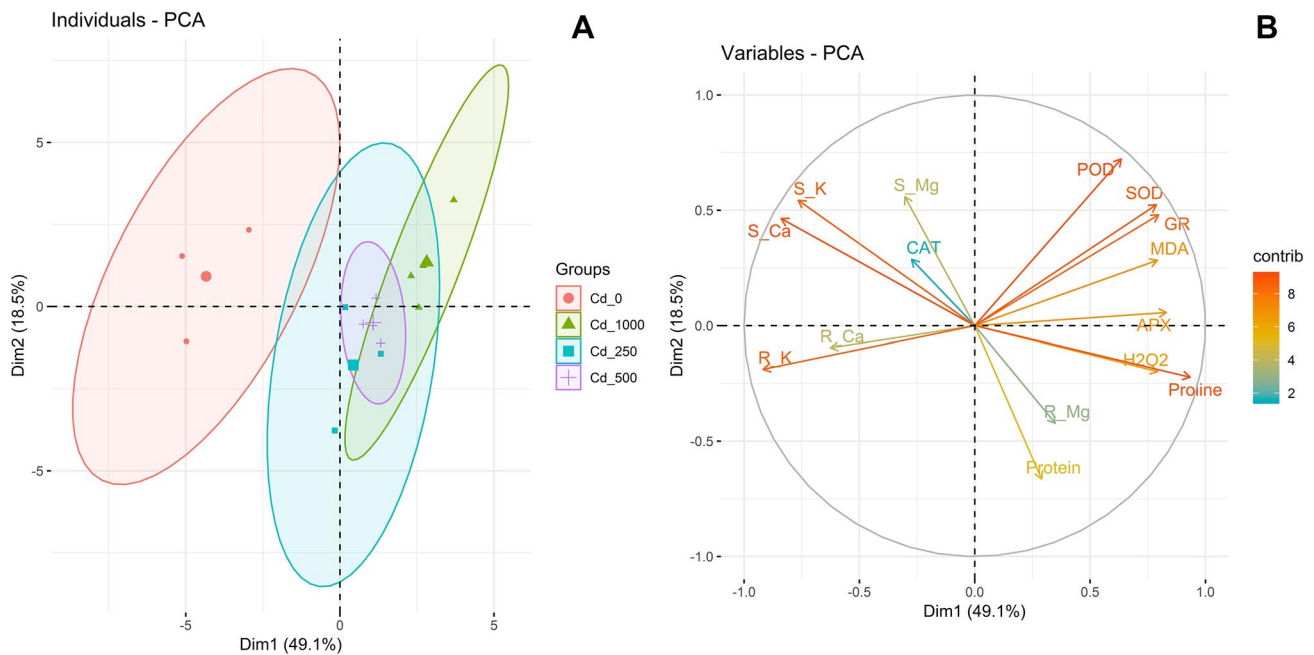 Individuals - PCA
A
5
0
-5
Dim2 (18.5%)
-5
0
5
Dim1 (49.1%)
Groups
Cd_0
Cd_1000
Cd_250
Cd_500
B
Variables - PCA
1.0
0.5
0.0
-0.5
-1.0
Dim2 (18.5%)
POD
S_K
S_Mg
SOD
S_Ca
GR
CAT
MDA
APX
R_Ca
R_K
H2O2
Proline
R_Mg
Protein
-1.0
-0.5
0.0
0.5
1.0
Dim1 (49.1%)
contrib
8
6
4
2